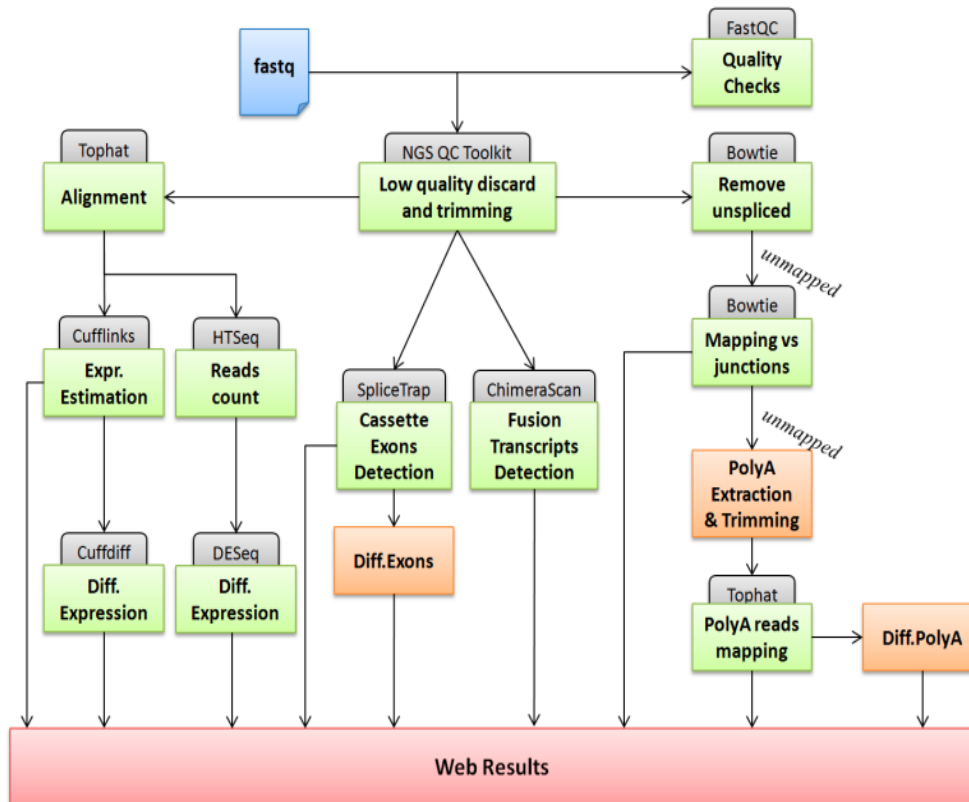 FastQC
fastq
Quality
Checks
Tophat
NGS QC Toolkit
Bowtie
Alignment
Low quality discard
and trimming
Remove
unspliced
unmapped
Cufflinks
HTSeq
Bowtie
Expr.
Estimation
Reads
count
Mapping vs
junctions
SpliceTrap
ChimeraScan
Cassette
Exons
Detection
Fusion
Transcripts
Detection
unmapped
PolyA
Extraction
& Trimming
Cuffdiff
DESeq
Diff.Exons
Diff.
Expression
Diff.
Expression
Tophat
PolyA reads
mapping
Diff.PolyA
Web Results